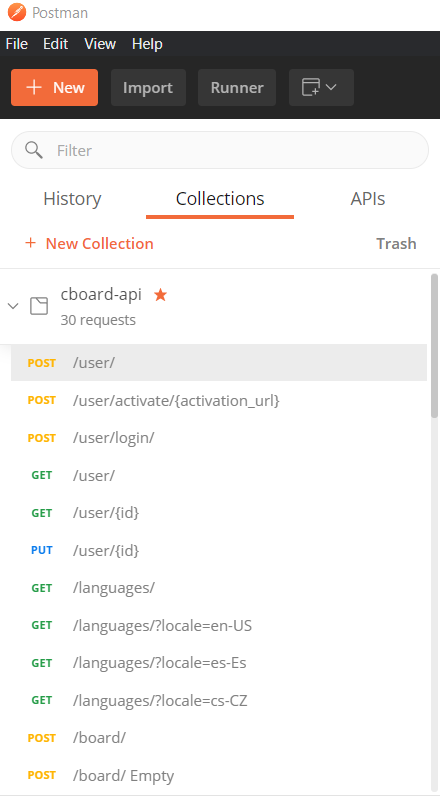 Postman
File Edit View Help
New Import Runner
Filter
History Collections APIs
+ New Collection Trash
cboard-api
30 requests
POST /user/
POST /user/activate/{activation_url}
POST /user/login/
GET /user/
GET /user/{id}
PUT /user/{id}
GET /languages/
GET /languages/?locale=en-US
GET /languages/?locale=es-Es
GET /languages/?locale=cs-CZ
POST /board/
POST /board/ Empty